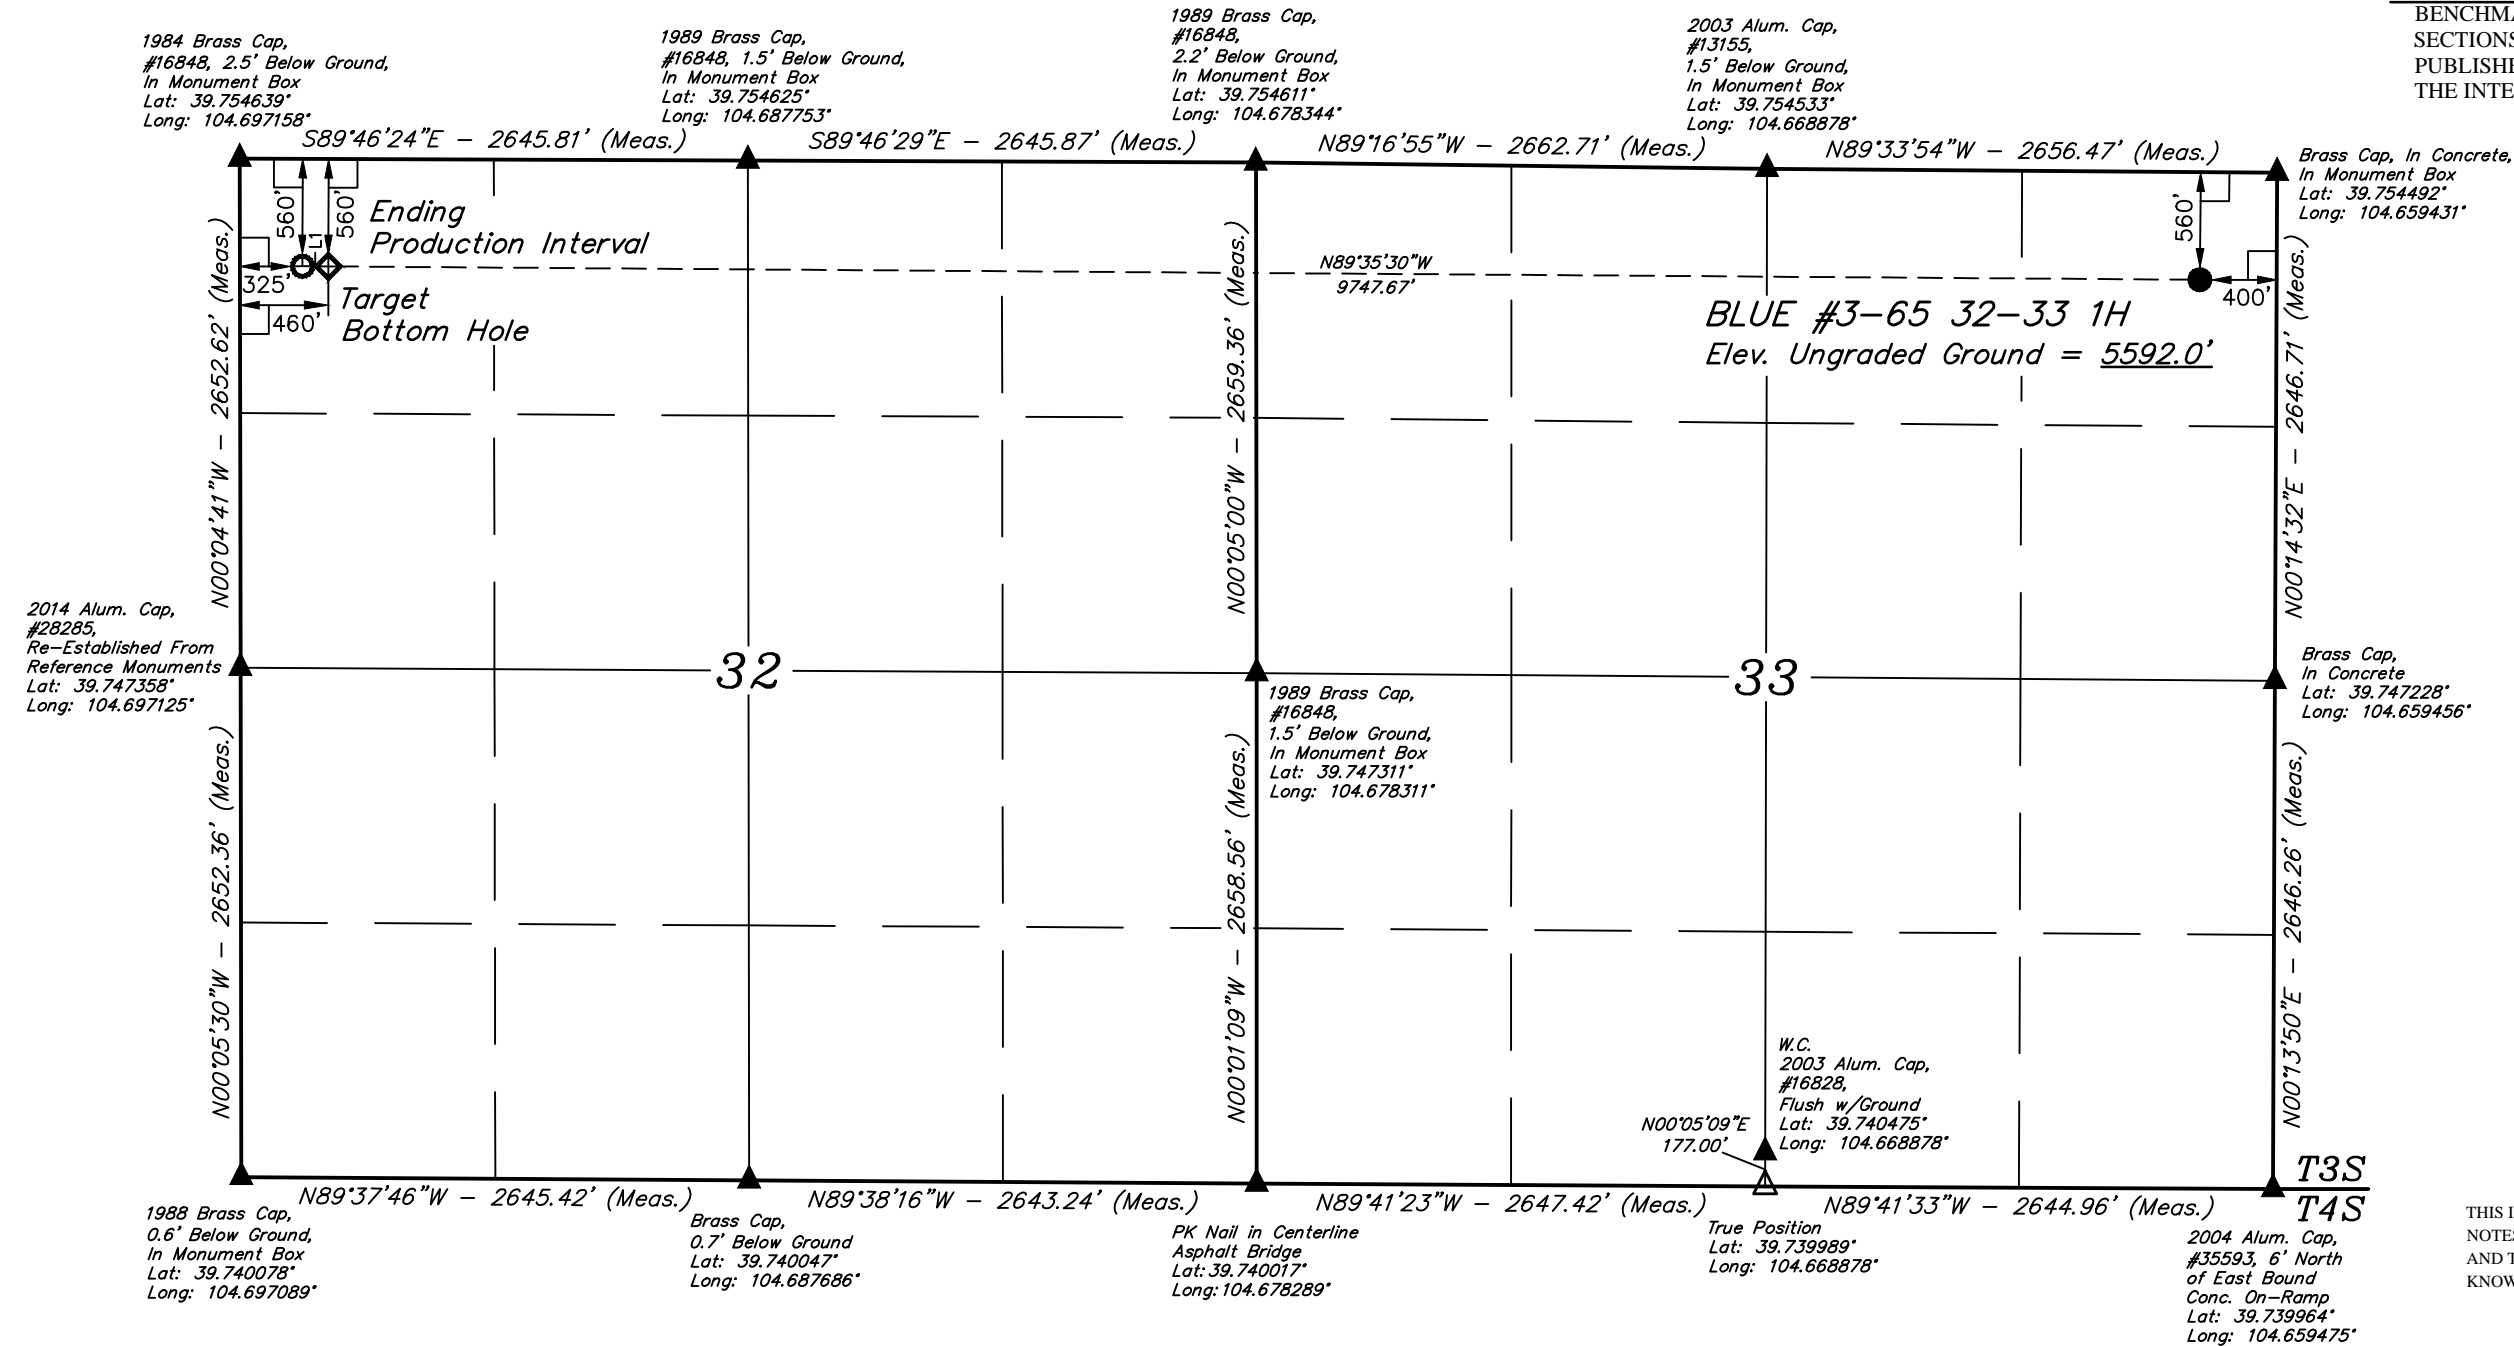 BENCHMA
SECTIONS
PUBLISHE
THE INTE
1984 Brass Cap,
#16848, 2.5' Below Ground,
In Monument Box
Lat: 39.754639°
Long: 104.697158°
1989 Brass Cap,
#16848, 1.5' Below Ground,
In Monument Box
Lat: 39.754625°
Long: 104.687753°
1989 Brass Cap,
#16848,
2.2' Below Ground,
In Monument Box
Lat: 39.754611°
Long: 104.678344°
2003 Alum. Cap,
#13155,
1.5' Below Ground,
In Monument Box
Lat: 39.754533°
Long: 104.668878°
Brass Cap, In Concrete,
In Monument Box
Lat: 39.754492°
Long: 104.659431°
S89°46'24"E - 2645.81' (Meas.)
S89°46'29"E - 2645.87' (Meas.)
N89°16'55"W - 2662.71' (Meas.)
N89°33'54"W - 2656.47' (Meas.)
560'
L1
560'
Ending
Production Interval
325'
460'
Target
Bottom Hole
N89°35'30"W
9747.67'
560'
400'
BLUE #3-65 32-33 1H
Elev. Ungraded Ground = 5592.0'
N00°04'41"W - 2652.62' (Meas.)
N00°05'00"W - 2659.36' (Meas.)
N00°14'32"E - 2646.71' (Meas.)
2014 Alum. Cap,
#28285,
Re-Established From
Reference Monuments
Lat: 39.747358°
Long: 104.697125°
32
33
1989 Brass Cap,
#16848,
1.5' Below Ground,
In Monument Box
Lat: 39.747311°
Long: 104.678311°
Brass Cap,
In Concrete
Lat: 39.747228°
Long: 104.659456°
N00°05'30"W - 2652.36' (Meas.)
N00°01'09"W - 2658.56' (Meas.)
N00°13'50"E - 2646.26' (Meas.)
W.C.
2003 Alum. Cap,
#16828,
Flush w/Ground
Lat: 39.740475°
Long: 104.668878°
N00°05'09"E
177.00'
T3S
T4S
N89°37'46"W - 2645.42' (Meas.)
N89°38'16"W - 2643.24' (Meas.)
N89°41'23"W - 2647.42' (Meas.)
N89°41'33"W - 2644.96' (Meas.)
1988 Brass Cap,
0.6' Below Ground,
In Monument Box
Lat: 39.740078°
Long: 104.697089°
Brass Cap,
0.7' Below Ground
Lat: 39.740047°
Long: 104.687686°
PK Nail in Centerline
Asphalt Bridge
Lat: 39.740017°
Long: 104.678289°
True Position
Lat: 39.739989°
Long: 104.668878°
2004 Alum. Cap,
#35593, 6' North
of East Bound
Conc. On-Ramp
Lat: 39.739964°
Long: 104.659475°
THIS I
NOTES
AND T
KNOW